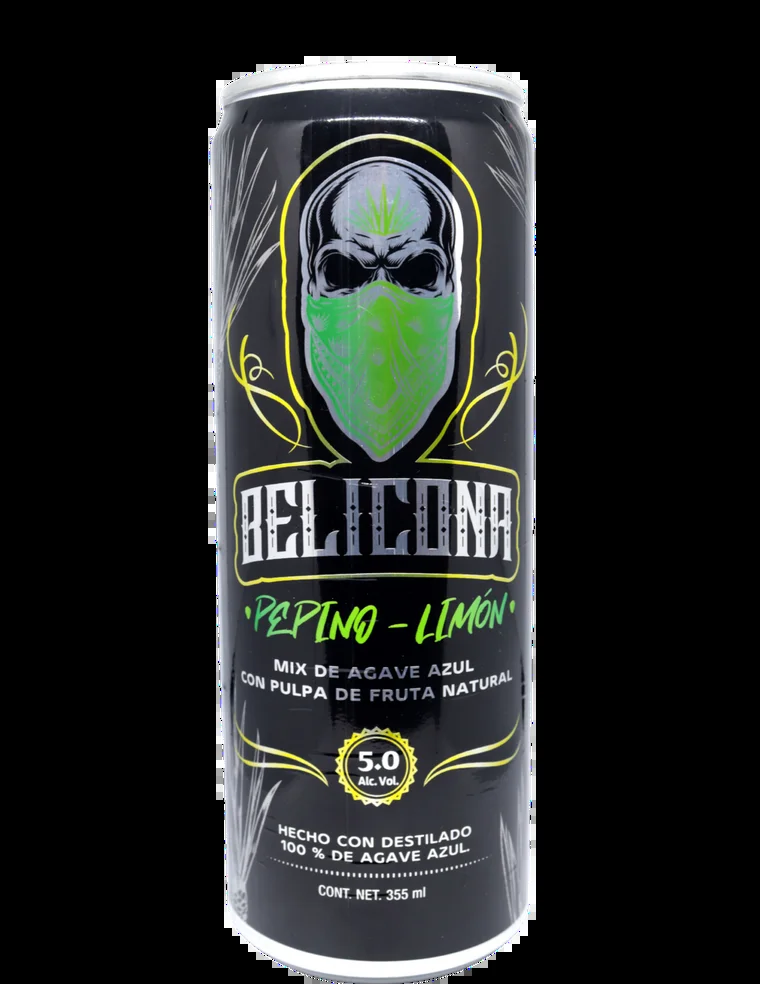 BELICONA
• PEPINO – LIMÓN •
MIX DE AGAVE AZUL
CON PULPA DE FRUTA NATURAL
5.0
Alc. Vol.
HECHO CON DESTILADO
100 % DE AGAVE AZUL.
CONT. NET. 355 ml